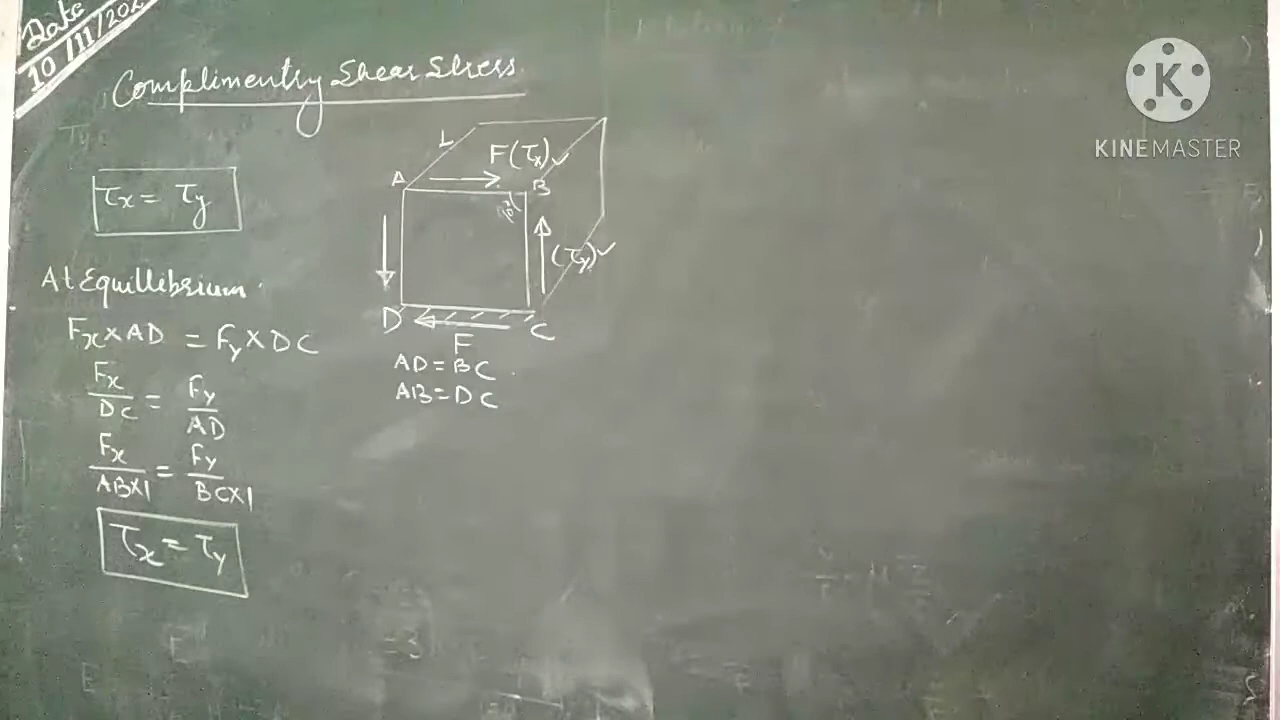 Date
10/11/202
Complimentry Shear Stress
K
KINEMASTER
τx = τy
L
F(τx)✓
A
B
90°
(τy)✓
D
C
F
AD = BC
AB = DC
At Equillibrium.
Fx × AD = Fy × DC
Fx/DC = Fy/AD
Fx/AB×1 = Fy/BC×1
τx = τy